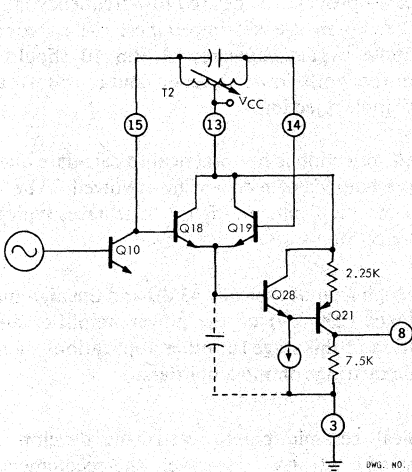 T2
VCC
15
13
14
Q18
Q19
Q10
2.25K
Q28
Q21
8
7.5K
3
DWG. NO.